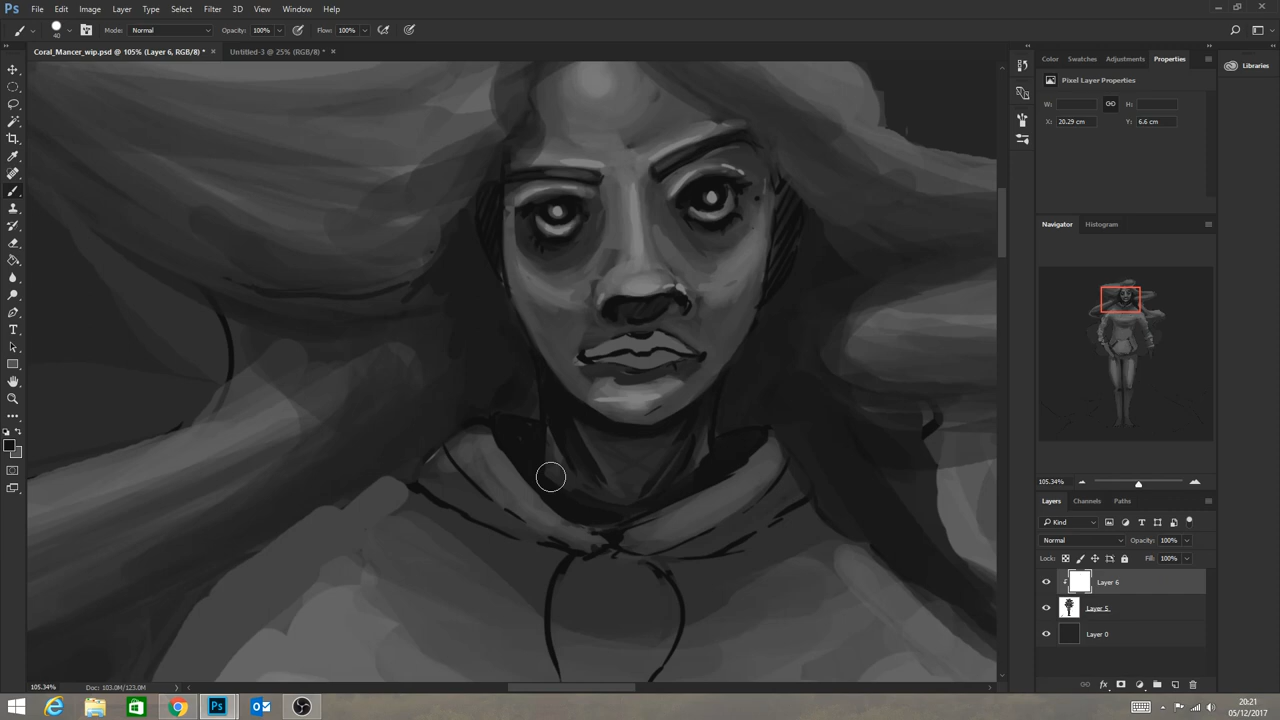 Ps File Edit Image Layer Type Select Filter 3D View Window Help
40 Mode: Normal Opacity: 100% Flow: 100%
Coral_Mancer_wip.psd @ 105% (Layer 6, RGB/8) * × Untitled-3 @ 25% (RGB/8) * ×
Color Swatches Adjustments Properties
Libraries
Pixel Layer Properties
W: H:
X: 20.29 cm Y: 6.6 cm
Navigator Histogram
105.34%
Layers Channels Paths
Kind
Normal Opacity: 100%
Lock: Fill: 100%
Layer 6
Layer 5
Layer 0
fx
105.34% Doc: 103.0M/123.0M
Ps
20:21
05/12/2017